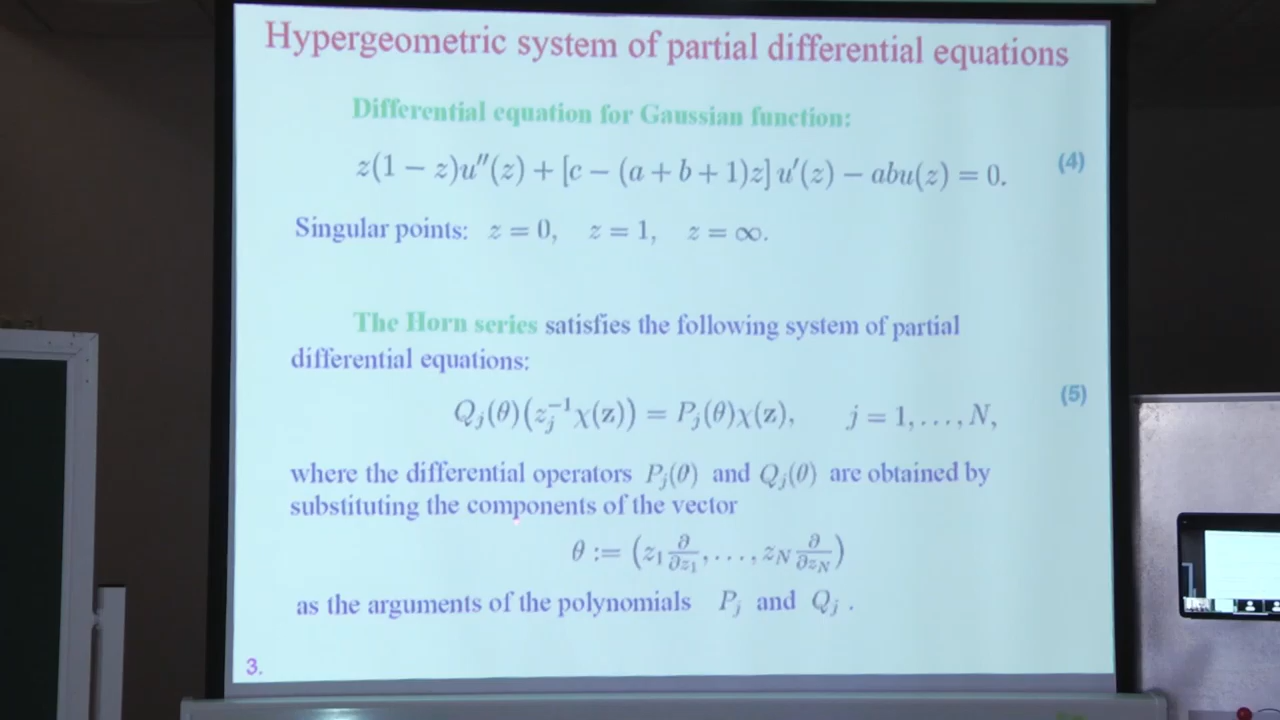 Hypergeometric system of partial differential equations
Differential equation for Gaussian function:
z(1 − z)u″(z) + [c − (a + b + 1)z] u′(z) − abu(z) = 0. (4)
Singular points: z = 0, z = 1, z = ∞.
The Horn series satisfies the following system of partial
differential equations:
Q_j(θ)(z_j^{-1}χ(z)) = P_j(θ)χ(z), j = 1, . . . , N, (5)
where the differential operators P_j(θ) and Q_j(θ) are obtained by
substituting the components of the vector
θ := (z_1 ∂/∂z_1, . . . , z_N ∂/∂z_N)
as the arguments of the polynomials P_j and Q_j .
3.